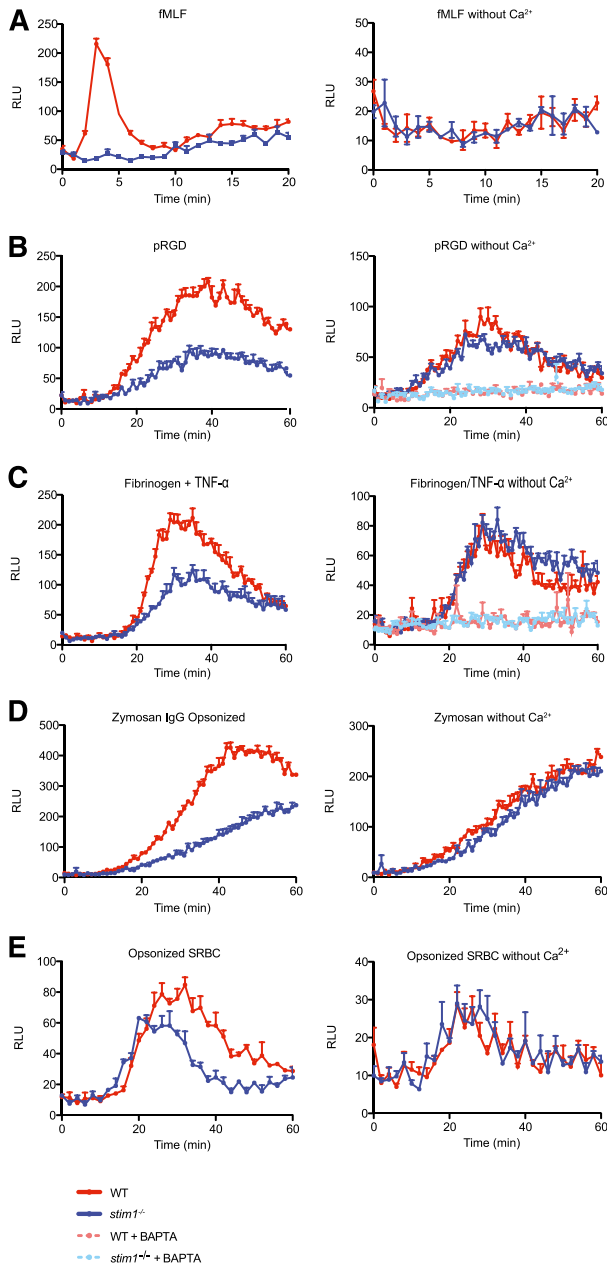 A
fMLF
RLU
250
200
150
100
50
0
0 5 10 15 20
Time (min)
fMLF without Ca²⁺
RLU
50
40
30
20
10
0
0 5 10 15 20
Time (min)
B
pRGD
RLU
250
200
150
100
50
0
0 20 40 60
Time (min)
pRGD without Ca²⁺
RLU
150
100
50
0
0 20 40 60
Time (min)
C
Fibrinogen + TNF-α
RLU
250
200
150
100
50
0
0 20 40 60
Time (min)
Fibrinogen/TNF-α without Ca²⁺
RLU
100
80
60
40
20
0
0 20 40 60
Time (min)
D
Zymosan IgG Opsonized
RLU
500
400
300
200
100
0
0 20 40 60
Time (min)
Zymosan without Ca²⁺
RLU
300
200
100
0
0 20 40 60
Time (min)
E
Opsonized SRBC
RLU
100
80
60
40
20
0
0 20 40 60
Time (min)
Opsonized SRBC without Ca²⁺
RLU
40
30
20
10
0
0 20 40 60
Time (min)
WT
stim1⁻/⁻
WT + BAPTA
stim1⁻/⁻ + BAPTA